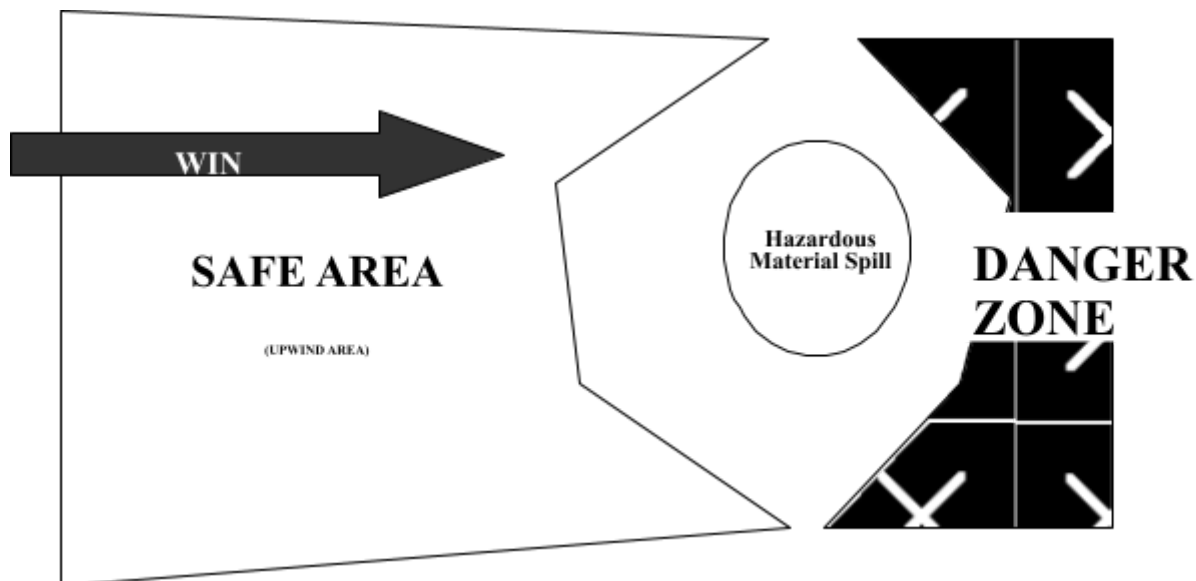 WIN
SAFE AREA
(UPWIND AREA)
Hazardous
Material Spill
DANGER
ZONE